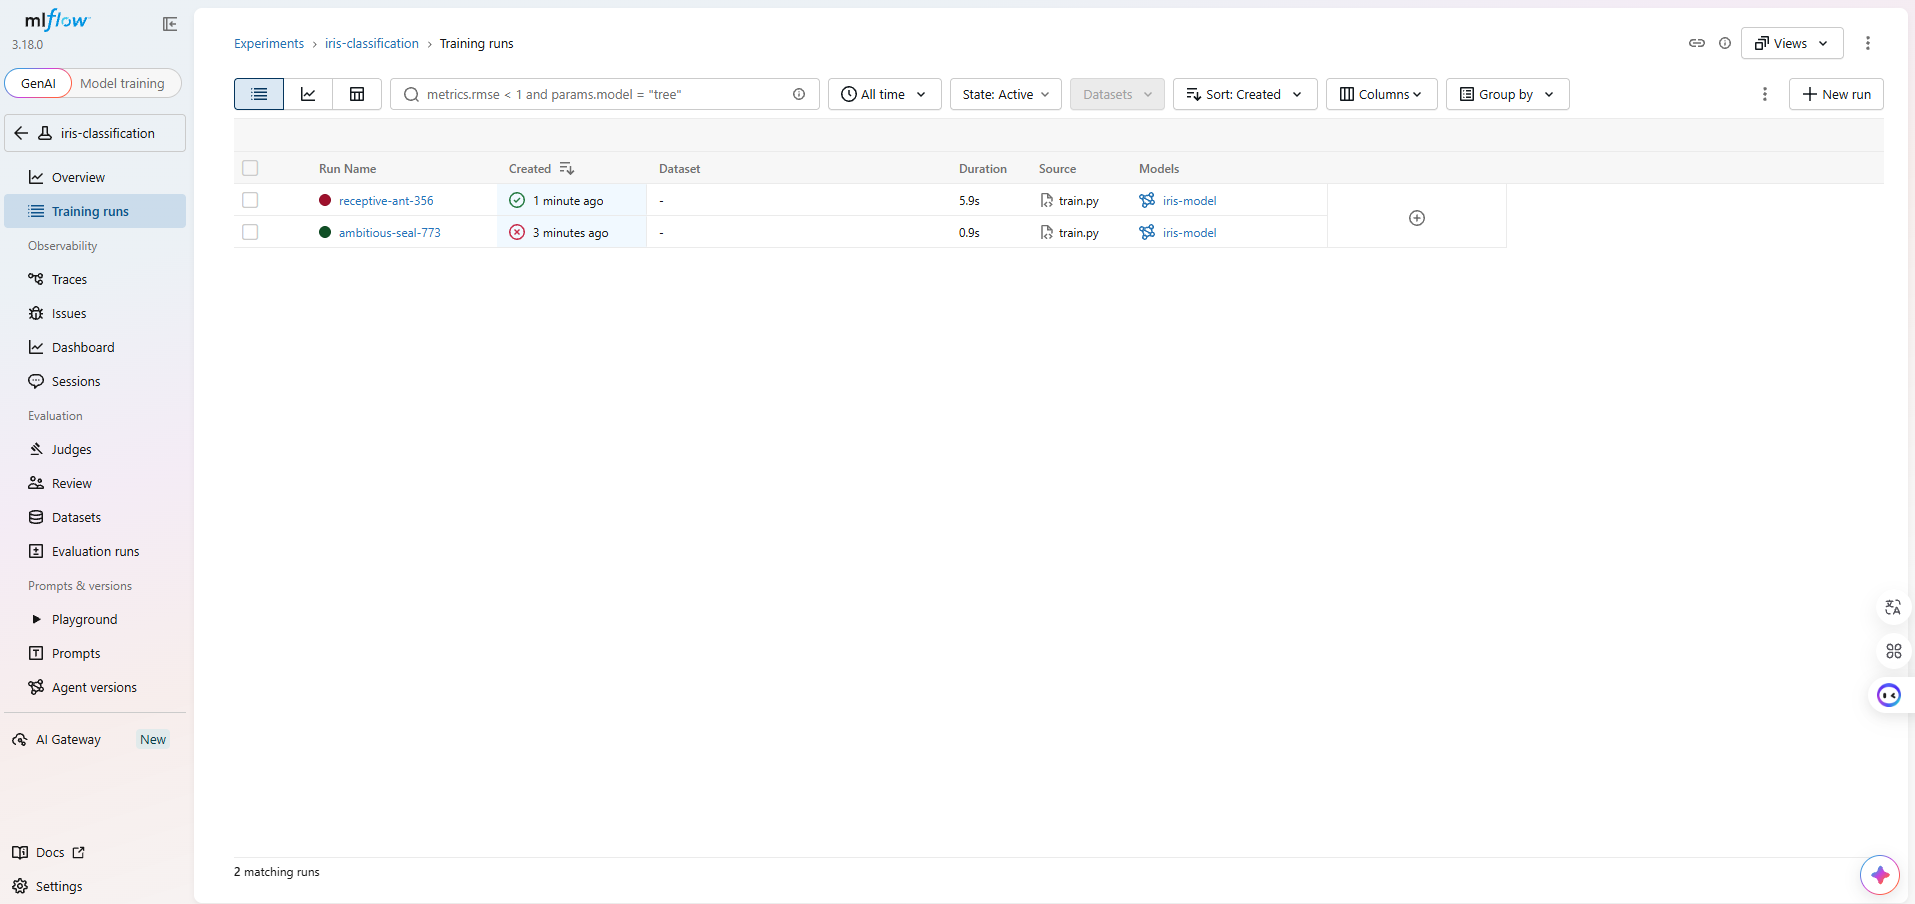 mlflow
3.18.0
GenAI Model training
iris-classification
Overview
Training runs
Observability
Traces
Issues
Dashboard
Sessions
Evaluation
Judges
Review
Datasets
Evaluation runs
Prompts & versions
Playground
Prompts
Agent versions
AI Gateway New
Docs
Settings
Experiments › iris-classification › Training runs
Views
metrics.rmse < 1 and params.model = "tree"
All time
State: Active
Datasets
Sort: Created
Columns
Group by
New run
Run Name Created Dataset Duration Source Models
receptive-ant-356 1 minute ago - 5.9s train.py iris-model
ambitious-seal-773 3 minutes ago - 0.9s train.py iris-model
2 matching runs